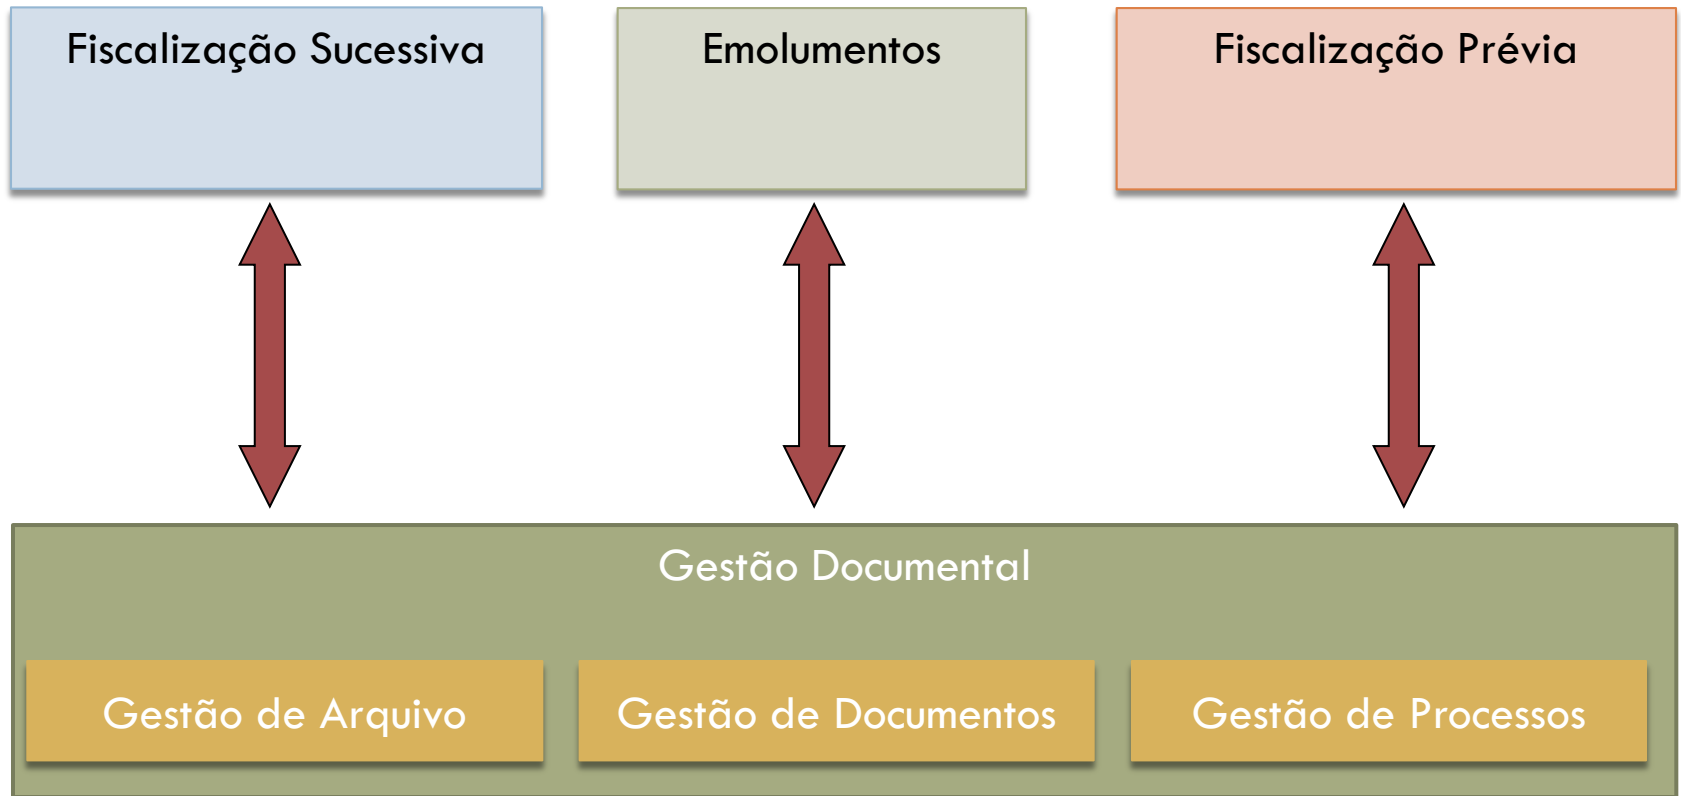 Fiscalização Sucessiva
Emolumentos
Fiscalização Prévia
Gestão Documental
Gestão de Arquivo
Gestão de Documentos
Gestão de Processos